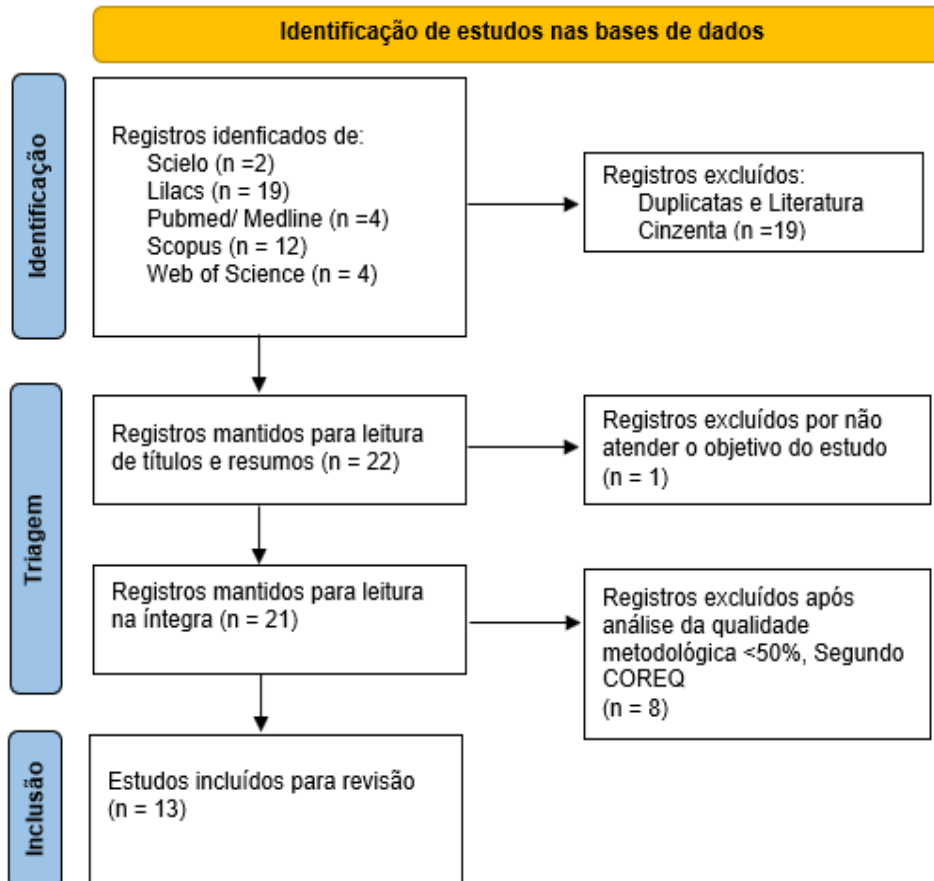 Identificação de estudos nas bases de dados
Identificação
Registros idenficados de:
Scielo (n =2)
Lilacs (n = 19)
Pubmed/ Medline (n =4)
Scopus (n = 12)
Web of Science (n = 4)
Registros excluídos:
Duplicatas e Literatura
Cinzenta (n =19)
Triagem
Registros mantidos para leitura
de títulos e resumos (n = 22)
Registros excluídos por não
atender o objetivo do estudo
(n = 1)
Registros mantidos para leitura
na íntegra (n = 21)
Registros excluídos após
análise da qualidade
metodológica <50%, Segundo
COREQ
(n = 8)
Inclusão
Estudos incluídos para revisão
(n = 13)